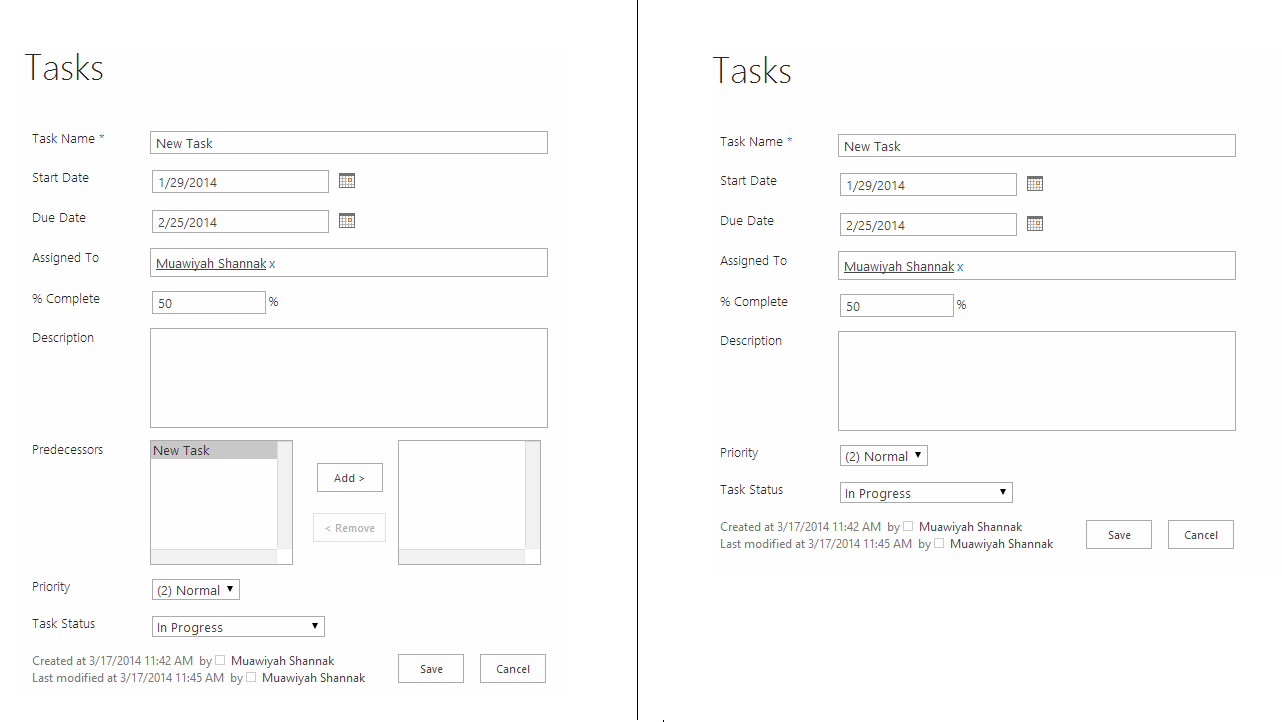 Tasks
Task Name *
New Task
Start Date
1/29/2014
Due Date
2/25/2014
Assigned To
Muawiyah Shannak x
% Complete
50 %
Description
Predecessors
New Task
Add >
< Remove
Priority
(2) Normal
Task Status
In Progress
Created at 3/17/2014 11:42 AM by Muawiyah Shannak
Last modified at 3/17/2014 11:45 AM by Muawiyah Shannak
Save
Cancel
Tasks
Task Name *
New Task
Start Date
1/29/2014
Due Date
2/25/2014
Assigned To
Muawiyah Shannak x
% Complete
50 %
Description
Priority
(2) Normal
Task Status
In Progress
Created at 3/17/2014 11:42 AM by Muawiyah Shannak
Last modified at 3/17/2014 11:45 AM by Muawiyah Shannak
Save
Cancel